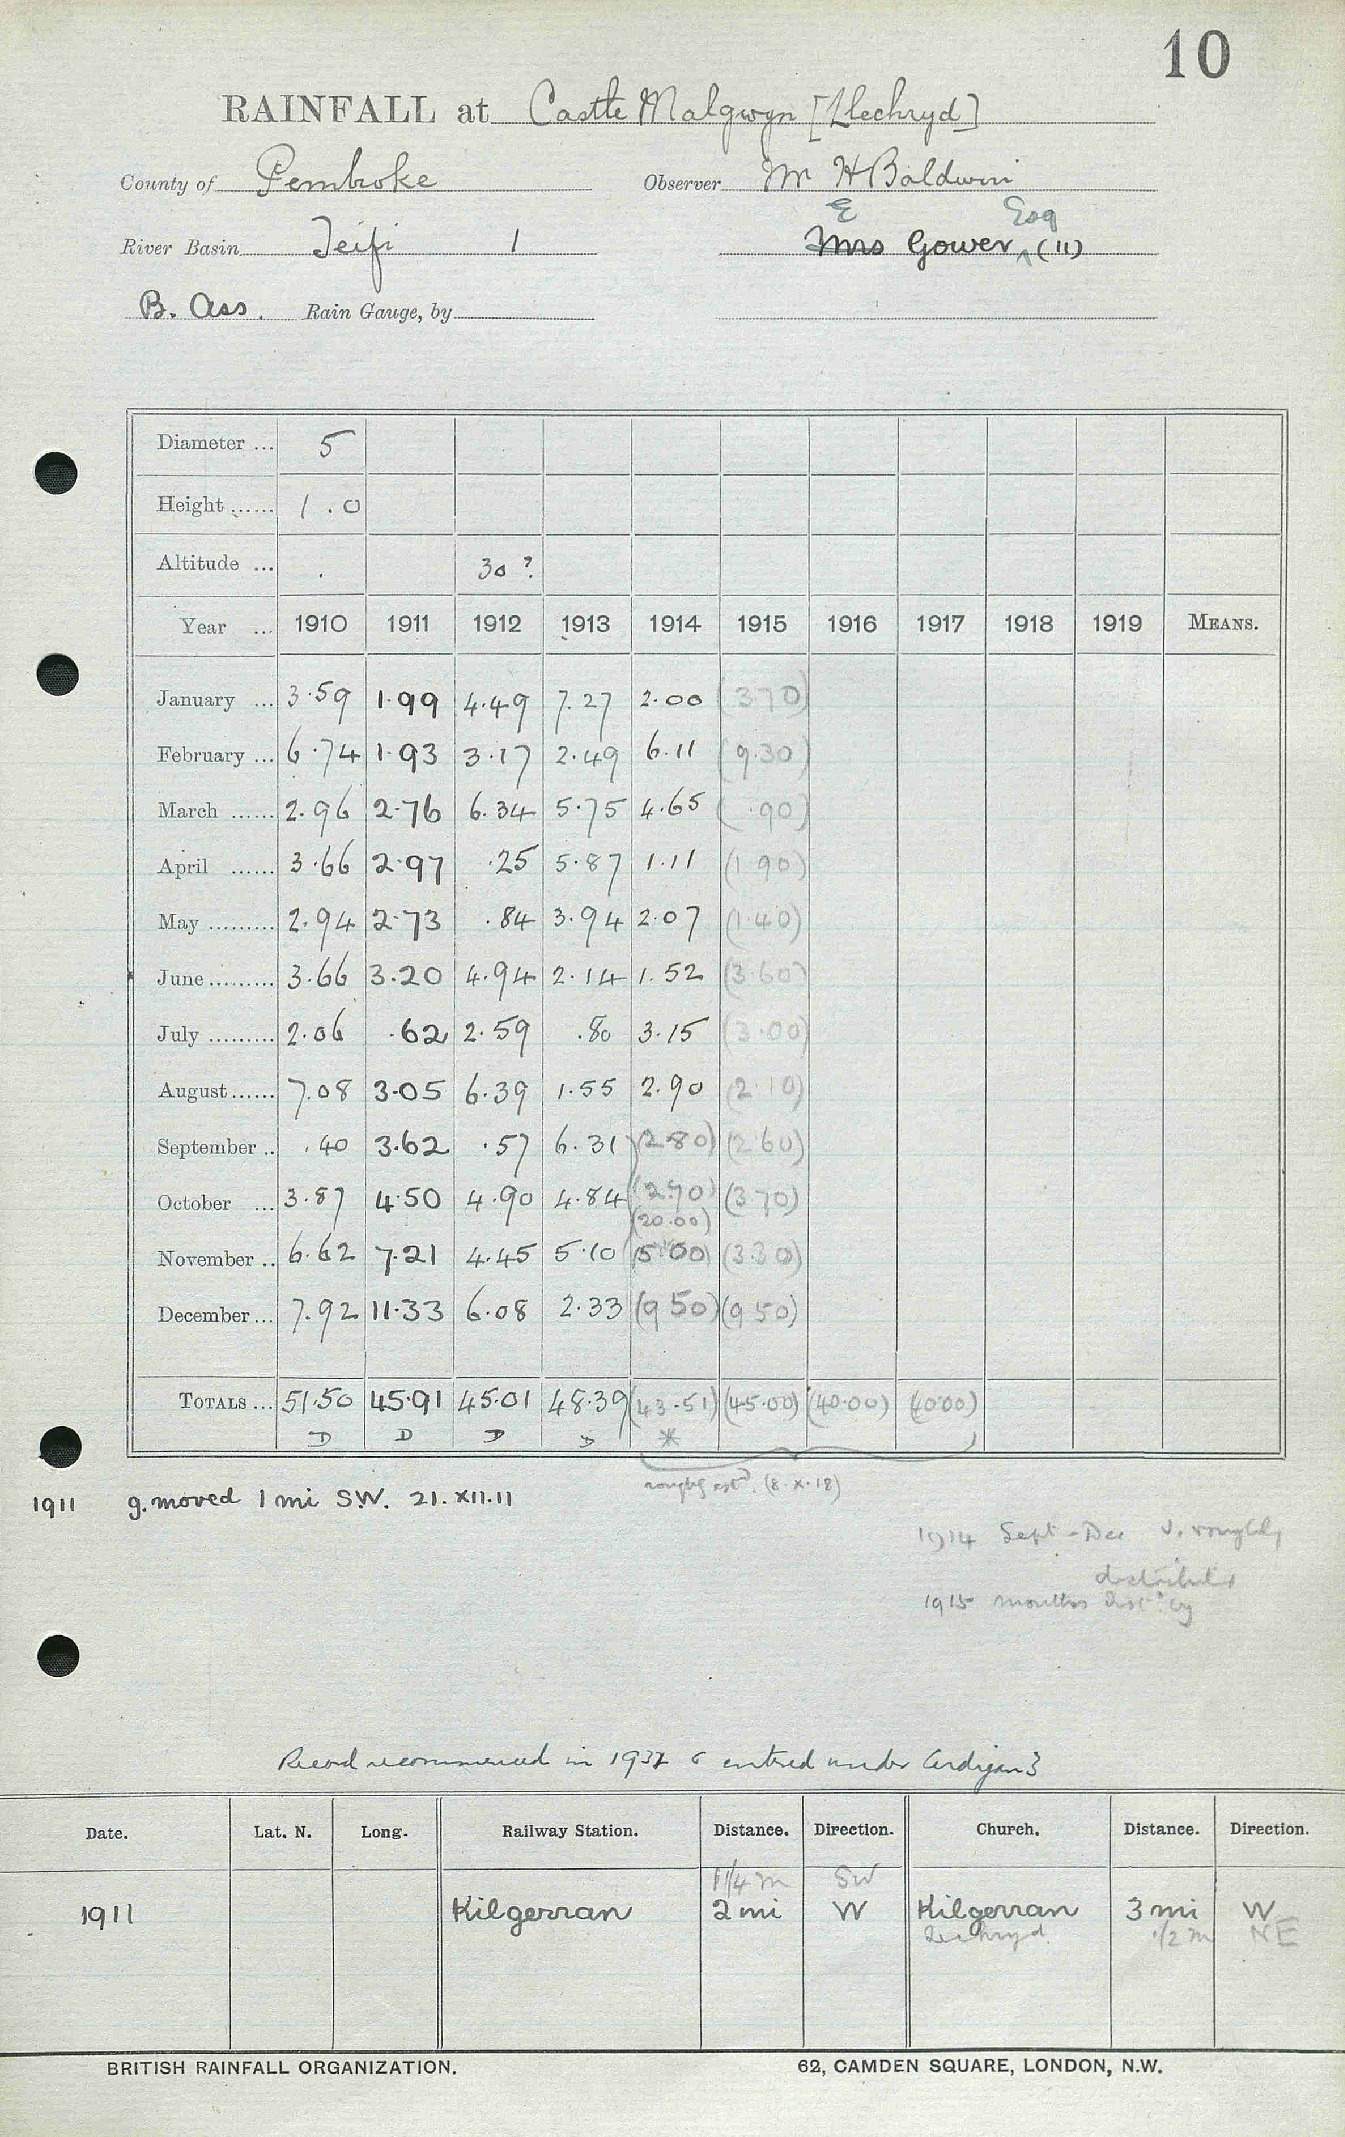 10
RAINFALL at Castle Malgwyn [Llechryd]
County of Pembroke Observer Mr H Baldwin
E Esq
River Basin Teifi 1 Mrs Gower ^ (11)
B. Ass. Rain Gauge, by
Diameter ... 5
Height ...... 1.0
Altitude ... . 30 ?
Year ... 1910 1911 1912 1913 1914 1915 1916 1917 1918 1919 MEANS.
January ... 3.59 1.99 4.49 7.27 2.00 (3.70)
February ... 6.74 1.93 3.17 2.49 6.11 (9.30)
March ...... 2.96 2.76 6.34 5.75 4.65 ( .90)
April ...... 3.66 2.97 .25 5.87 1.11 (1.90)
May ......... 2.94 2.73 .84 3.94 2.07 (1.40)
June ......... 3.66 3.20 4.94 2.14 1.52 (3.60)
July ......... 2.06 .62 2.59 .80 3.15 (3.00)
August ...... 7.08 3.05 6.39 1.55 2.90 (2.10)
September .. .40 3.62 .57 6.31 (2.80) (2.60)
October ... 3.87 4.50 4.90 4.84 (2.70) (3.70)
(20.00)
November .. 6.62 7.21 4.45 5.10 (5.00) (3.30)
December ... 7.92 11.33 6.08 2.33 (9.50) (9.50)
TOTALS ... 51.50 45.91 45.01 48.39 (43.51) (45.00) (40.00) (40.00)
D D D D *
roughly estd. (8.x.18)
1911 g. moved 1 mi S.W. 21.XII.11
1914 Sept - Dec v. roughly
distributed
1915 months distd. by
Record recommenced in 1937 & entered under Cardigan 3
Date. Lat. N. Long. Railway Station. Distance. Direction. Church. Distance. Direction.
1 1/4 m SW
1911 Kilgerran 2 mi W Kilgerran 3 mi W
Llechryd 1/2 m NE
BRITISH RAINFALL ORGANIZATION. 62, CAMDEN SQUARE, LONDON, N.W.